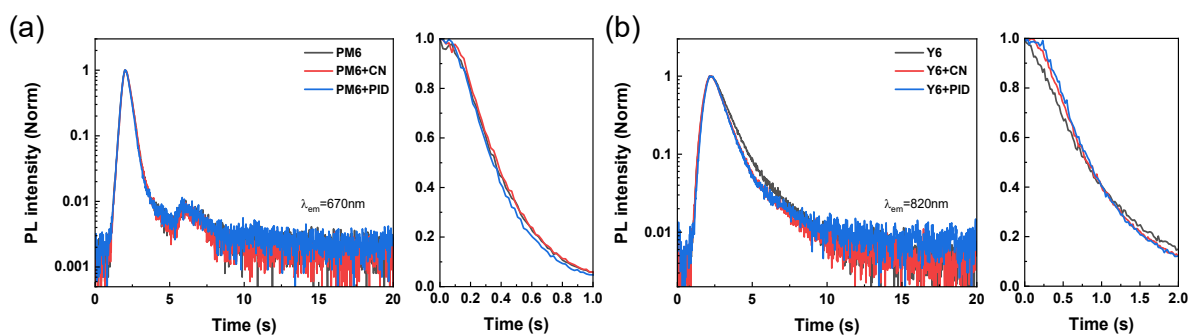 (a)
PL intensity (Norm)
1
0.1
0.01
0.001
PM6
PM6+CN
PM6+PID
λem=670nm
0 5 10 15 20
Time (s)
1.0
0.8
0.6
0.4
0.2
0.0
0.0 0.2 0.4 0.6 0.8 1.0
Time (s)
(b)
PL intensity (Norm)
1
0.1
0.01
Y6
Y6+CN
Y6+PID
λem=820nm
0 5 10 15 20
Time (s)
1.0
0.8
0.6
0.4
0.2
0.0
0.0 0.5 1.0 1.5 2.0
Time (s)